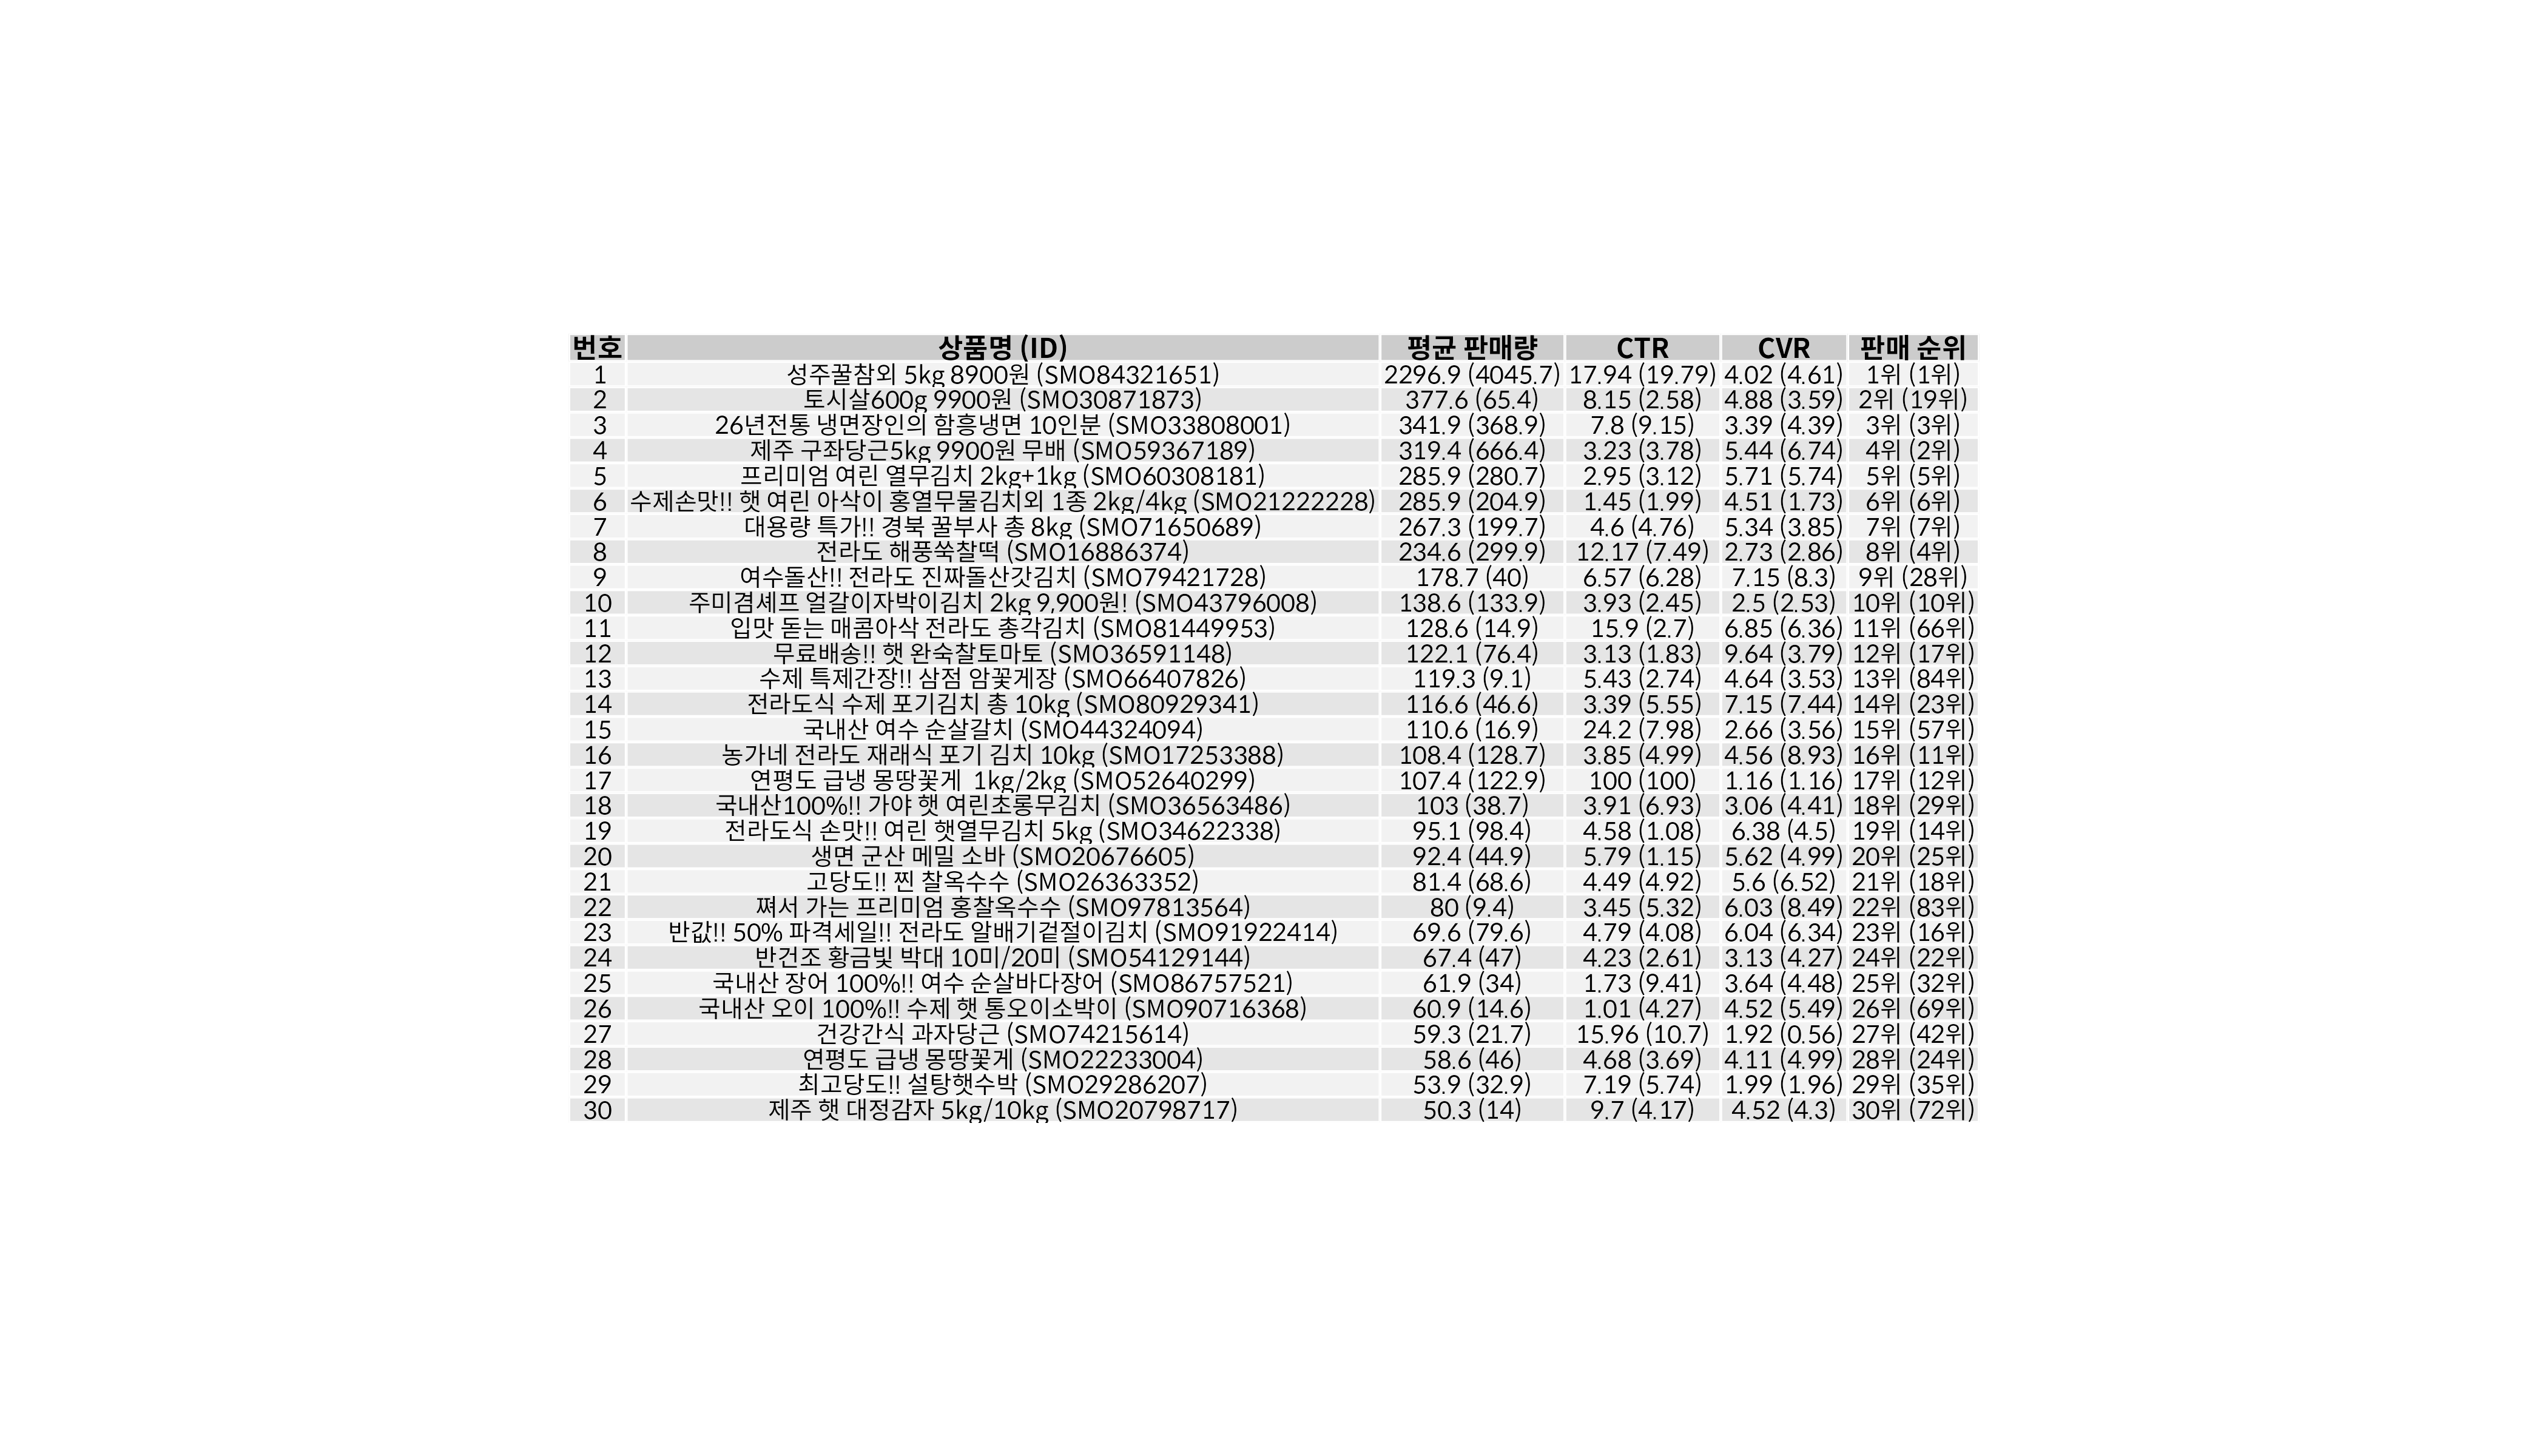 번호 상품명 (ID) 평균 판매량 CTR CVR 판매 순위
1 성주꿀참외 5kg 8900원 (SMO84321651) 2296.9 (4045.7) 17.94 (19.79) 4.02 (4.61) 1위 (1위)
2 토시살600g 9900원 (SMO30871873) 377.6 (65.4) 8.15 (2.58) 4.88 (3.59) 2위 (19위)
3 26년전통 냉면장인의 함흥냉면 10인분 (SMO33808001) 341.9 (368.9) 7.8 (9.15) 3.39 (4.39) 3위 (3위)
4 제주 구좌당근5kg 9900원 무배 (SMO59367189) 319.4 (666.4) 3.23 (3.78) 5.44 (6.74) 4위 (2위)
5 프리미엄 여린 열무김치 2kg+1kg (SMO60308181) 285.9 (280.7) 2.95 (3.12) 5.71 (5.74) 5위 (5위)
6 수제손맛!! 햇 여린 아삭이 홍열무물김치외 1종 2kg/4kg (SMO21222228) 285.9 (204.9) 1.45 (1.99) 4.51 (1.73) 6위 (6위)
7 대용량 특가!! 경북 꿀부사 총 8kg (SMO71650689) 267.3 (199.7) 4.6 (4.76) 5.34 (3.85) 7위 (7위)
8 전라도 해풍쑥찰떡 (SMO16886374) 234.6 (299.9) 12.17 (7.49) 2.73 (2.86) 8위 (4위)
9 여수돌산!! 전라도 진짜돌산갓김치 (SMO79421728) 178.7 (40) 6.57 (6.28) 7.15 (8.3) 9위 (28위)
10 주미겸셰프 얼갈이자박이김치 2kg 9,900원! (SMO43796008) 138.6 (133.9) 3.93 (2.45) 2.5 (2.53) 10위 (10위)
11 입맛 돋는 매콤아삭 전라도 총각김치 (SMO81449953) 128.6 (14.9) 15.9 (2.7) 6.85 (6.36) 11위 (66위)
12 무료배송!! 햇 완숙찰토마토 (SMO36591148) 122.1 (76.4) 3.13 (1.83) 9.64 (3.79) 12위 (17위)
13 수제 특제간장!! 삼점 암꽃게장 (SMO66407826) 119.3 (9.1) 5.43 (2.74) 4.64 (3.53) 13위 (84위)
14 전라도식 수제 포기김치 총 10kg (SMO80929341) 116.6 (46.6) 3.39 (5.55) 7.15 (7.44) 14위 (23위)
15 국내산 여수 순살갈치 (SMO44324094) 110.6 (16.9) 24.2 (7.98) 2.66 (3.56) 15위 (57위)
16 농가네 전라도 재래식 포기 김치 10kg (SMO17253388) 108.4 (128.7) 3.85 (4.99) 4.56 (8.93) 16위 (11위)
17 연평도 급냉 몽땅꽃게 1kg/2kg (SMO52640299) 107.4 (122.9) 100 (100) 1.16 (1.16) 17위 (12위)
18 국내산100%!! 가야 햇 여린초롱무김치 (SMO36563486) 103 (38.7) 3.91 (6.93) 3.06 (4.41) 18위 (29위)
19 전라도식 손맛!! 여린 햇열무김치 5kg (SMO34622338) 95.1 (98.4) 4.58 (1.08) 6.38 (4.5) 19위 (14위)
20 생면 군산 메밀 소바 (SMO20676605) 92.4 (44.9) 5.79 (1.15) 5.62 (4.99) 20위 (25위)
21 고당도!! 찐 찰옥수수 (SMO26363352) 81.4 (68.6) 4.49 (4.92) 5.6 (6.52) 21위 (18위)
22 쪄서 가는 프리미엄 홍찰옥수수 (SMO97813564) 80 (9.4) 3.45 (5.32) 6.03 (8.49) 22위 (83위)
23 반값!! 50% 파격세일!! 전라도 알배기겉절이김치 (SMO91922414) 69.6 (79.6) 4.79 (4.08) 6.04 (6.34) 23위 (16위)
24 반건조 황금빛 박대 10미/20미 (SMO54129144) 67.4 (47) 4.23 (2.61) 3.13 (4.27) 24위 (22위)
25 국내산 장어 100%!! 여수 순살바다장어 (SMO86757521) 61.9 (34) 1.73 (9.41) 3.64 (4.48) 25위 (32위)
26 국내산 오이 100%!! 수제 햇 통오이소박이 (SMO90716368) 60.9 (14.6) 1.01 (4.27) 4.52 (5.49) 26위 (69위)
27 건강간식 과자당근 (SMO74215614) 59.3 (21.7) 15.96 (10.7) 1.92 (0.56) 27위 (42위)
28 연평도 급냉 몽땅꽃게 (SMO22233004) 58.6 (46) 4.68 (3.69) 4.11 (4.99) 28위 (24위)
29 최고당도!! 설탕햇수박 (SMO29286207) 53.9 (32.9) 7.19 (5.74) 1.99 (1.96) 29위 (35위)
30 제주 햇 대정감자 5kg/10kg (SMO20798717) 50.3 (14) 9.7 (4.17) 4.52 (4.3) 30위 (72위)